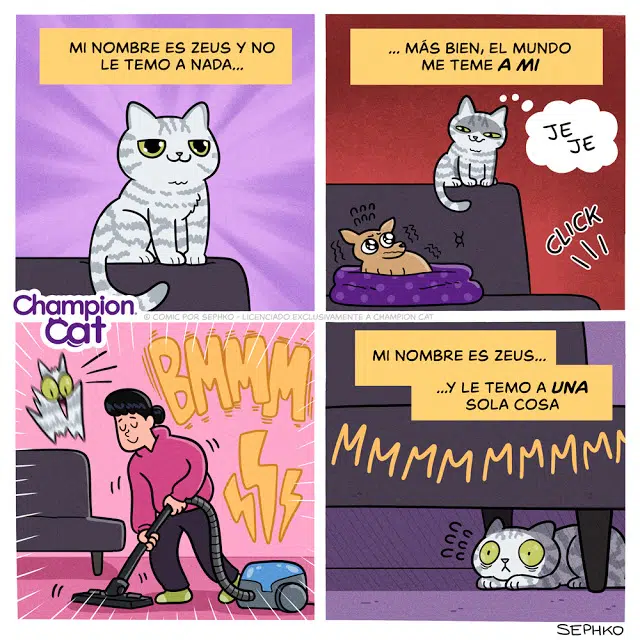 MI NOMBRE ES ZEUS Y NO
LE TEMO A NADA...
... MÁS BIEN, EL MUNDO
ME TEME A MI
JE
JE
CLICK
Champion
Cat
© COMIC POR SEPHKO - LICENCIADO EXCLUSIVAMENTE A CHAMPION CAT
BMMM
MI NOMBRE ES ZEUS...
...Y LE TEMO A UNA
SOLA COSA
MMMMMMMMM
SEPHKO